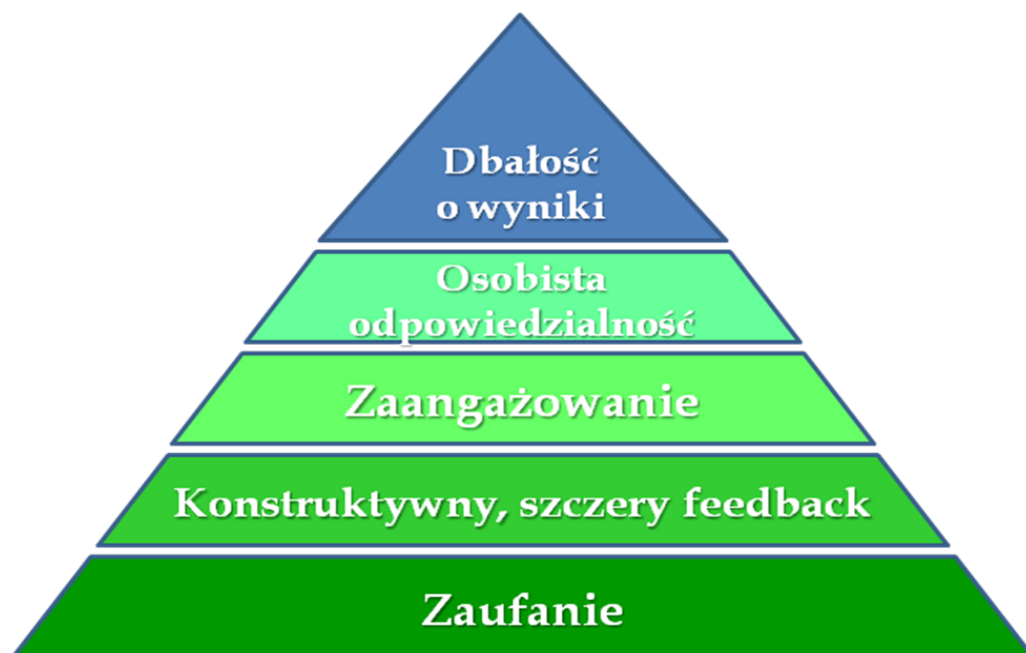 Dbałość
o wyniki
Osobista
odpowiedzialność
Zaangażowanie
Konstruktywny, szczery feedback
Zaufanie